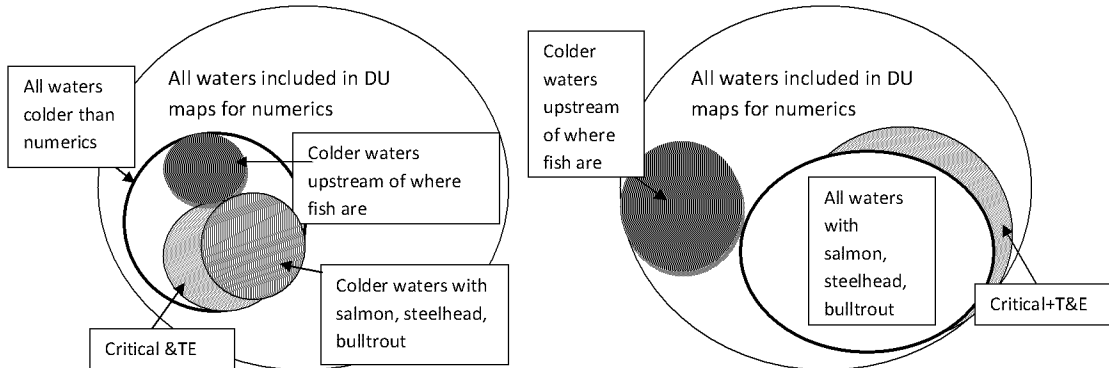 All waters
colder than
numerics
All waters included in DU
maps for numerics
Colder waters
upstream of where
fish are
Colder waters with
salmon, steelhead,
bulltrout
Critical &TE
Colder
waters
upstream
of where
fish are
All waters included in DU
maps for numerics
All waters
with
salmon,
steelhead,
bulltrout
Critical+T&E